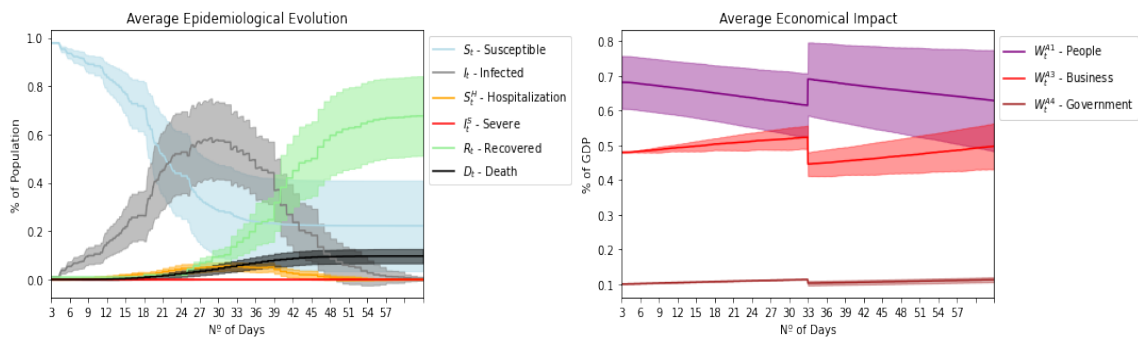 Average Epidemiological Evolution
% of Population
1.0
0.8
0.6
0.4
0.2
0.0
3 6 9 12 15 18 21 24 27 30 33 36 39 42 45 48 51 54 57
Nº of Days
S_t - Susceptible
I_t - Infected
S_t^H - Hospitalization
I_t^S - Severe
R_t - Recovered
D_t - Death
Average Economical Impact
% of GDP
0.8
0.7
0.6
0.5
0.4
0.3
0.2
0.1
3 6 9 12 15 18 21 24 27 30 33 36 39 42 45 48 51 54 57
Nº of Days
W_t^{A1} - People
W_t^{A3} - Business
W_t^{A4} - Government